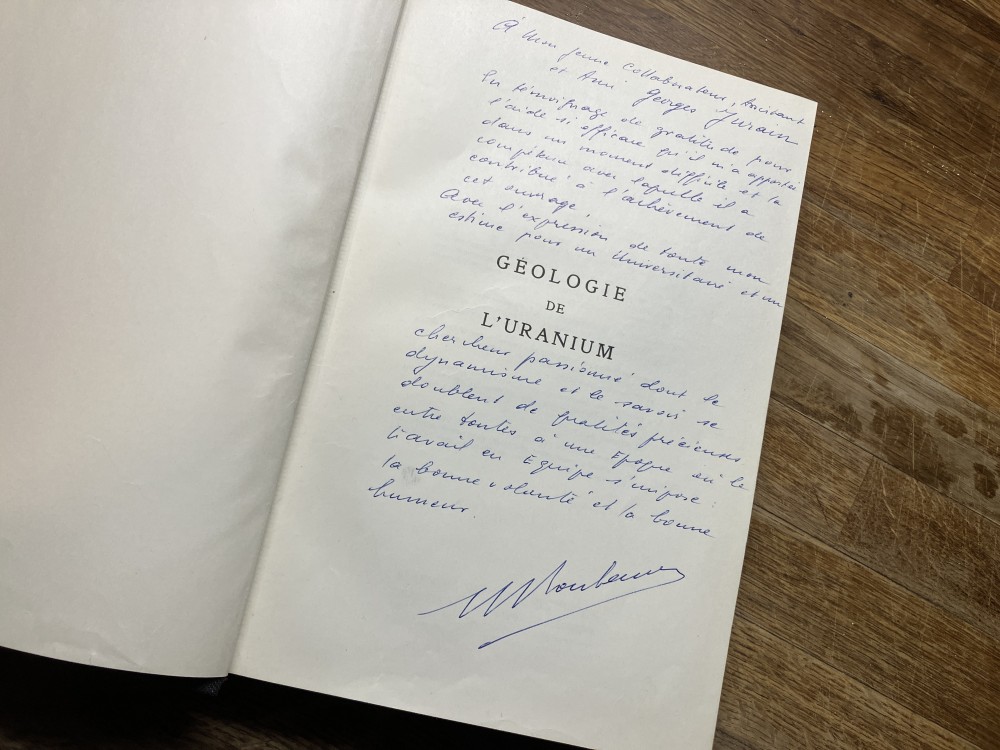 A mon jeune collaborateur, Assistant
et Ami Georges Jurain
En témoignage de gratitude pour
l'aide si efficace qu'il m'a apportée
dans un moment difficile et la
compétence avec laquelle il a
contribué à l'achèvement de
cet ouvrage.
Avec l'expression de toute mon
estime pour un Universitaire et un
GÉOLOGIE
DE
L'URANIUM
chercheur passionné dont le
dynamisme et le savoir se
doublent de qualités précieuses
entre toutes à une Epoque où le
travail en Equipe s'impose :
la bonne volonté et la bonne
humeur.